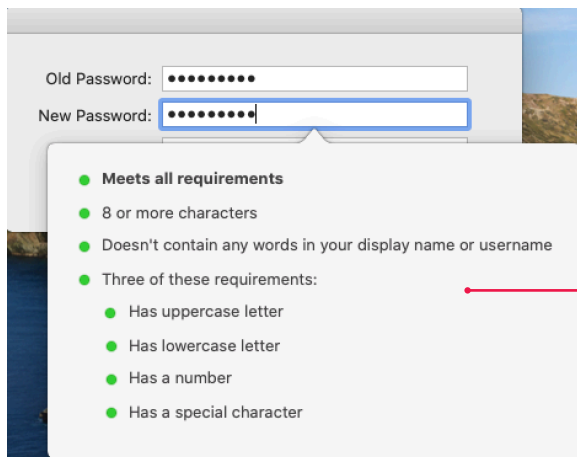 Old Password: •••••••••
New Password: •••••••••
Meets all requirements
8 or more characters
Doesn't contain any words in your display name or username
Three of these requirements:
Has uppercase letter
Has lowercase letter
Has a number
Has a special character